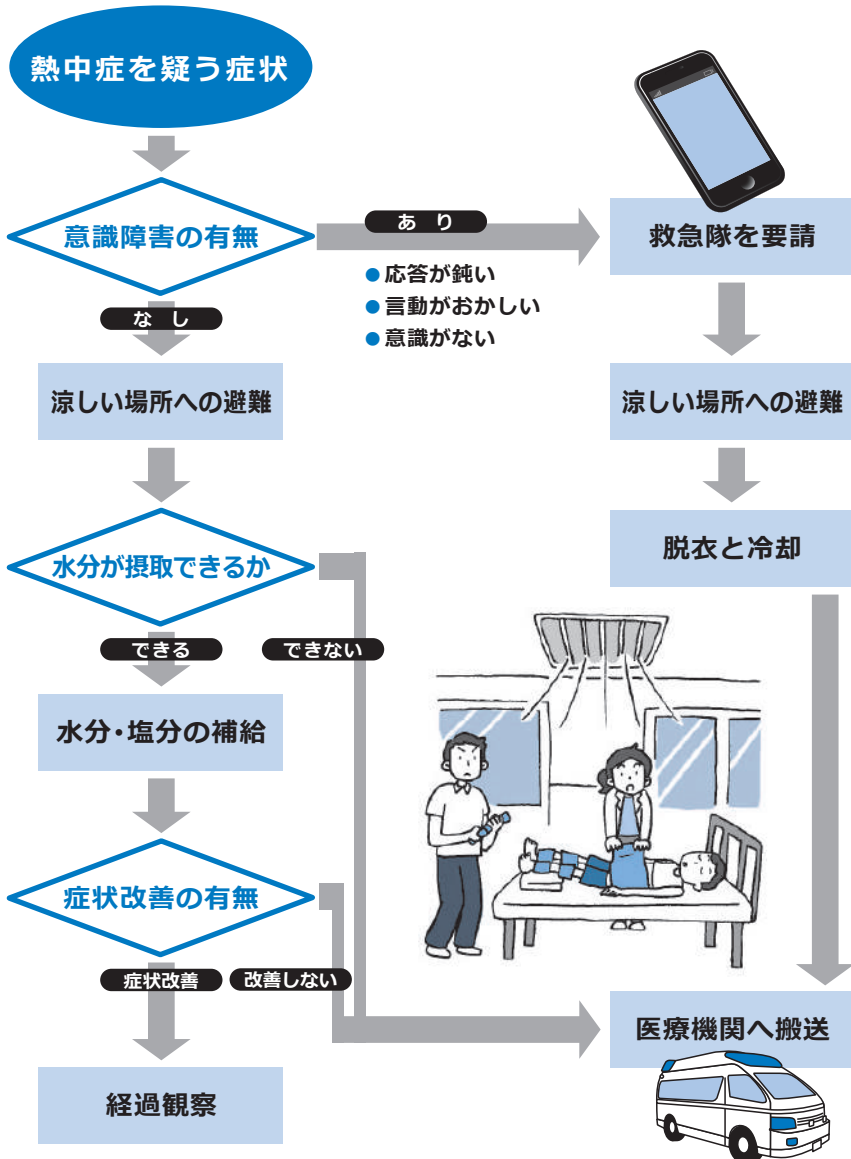 熱中症を疑う症状
意識障害の有無
あり
救急隊を要請
●応答が鈍い
●言動がおかしい
●意識がない
なし
涼しい場所への避難
涼しい場所への避難
水分が摂取できるか
脱衣と冷却
できる
できない
水分・塩分の補給
症状改善の有無
症状改善
改善しない
医療機関へ搬送
経過観察